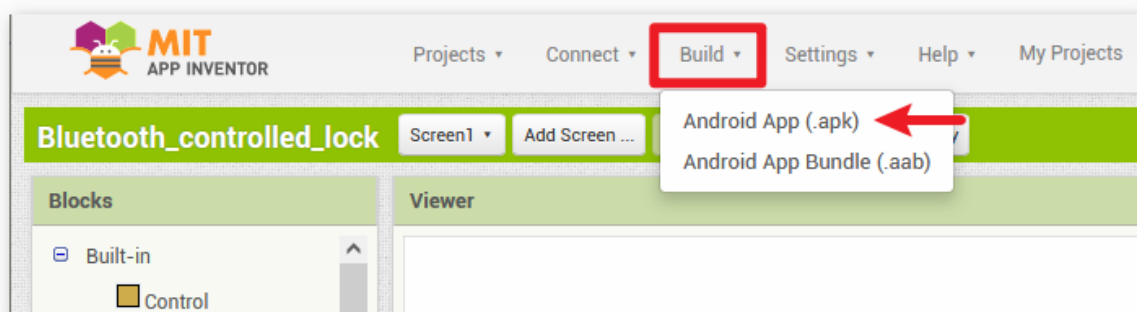 MIT
APP INVENTOR
Projects
Connect
Build
Settings
Help
My Projects
Android App (.apk)
Android App Bundle (.aab)
Bluetooth_controlled_lock
Screen1
Add Screen ...
Blocks
Viewer
Built-in
Control